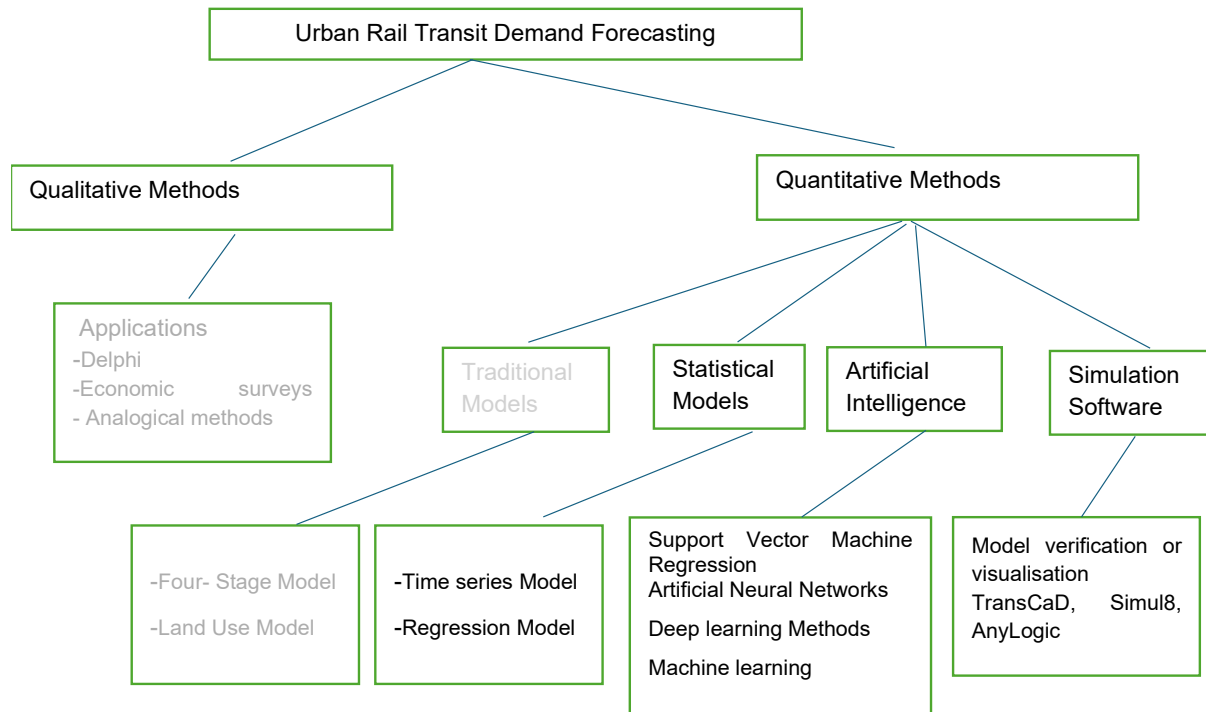 Urban Rail Transit Demand Forecasting
Qualitative Methods
Quantitative Methods
Applications
-Delphi
-Economic surveys
- Analogical methods
Traditional
Models
Statistical
Models
Artificial
Intelligence
Simulation
Software
-Four- Stage Model
-Land Use Model
-Time series Model
-Regression Model
Support Vector Machine
Regression
Artificial Neural Networks
Deep learning Methods
Machine learning
Model verification or
visualisation
TransCaD, Simul8,
AnyLogic